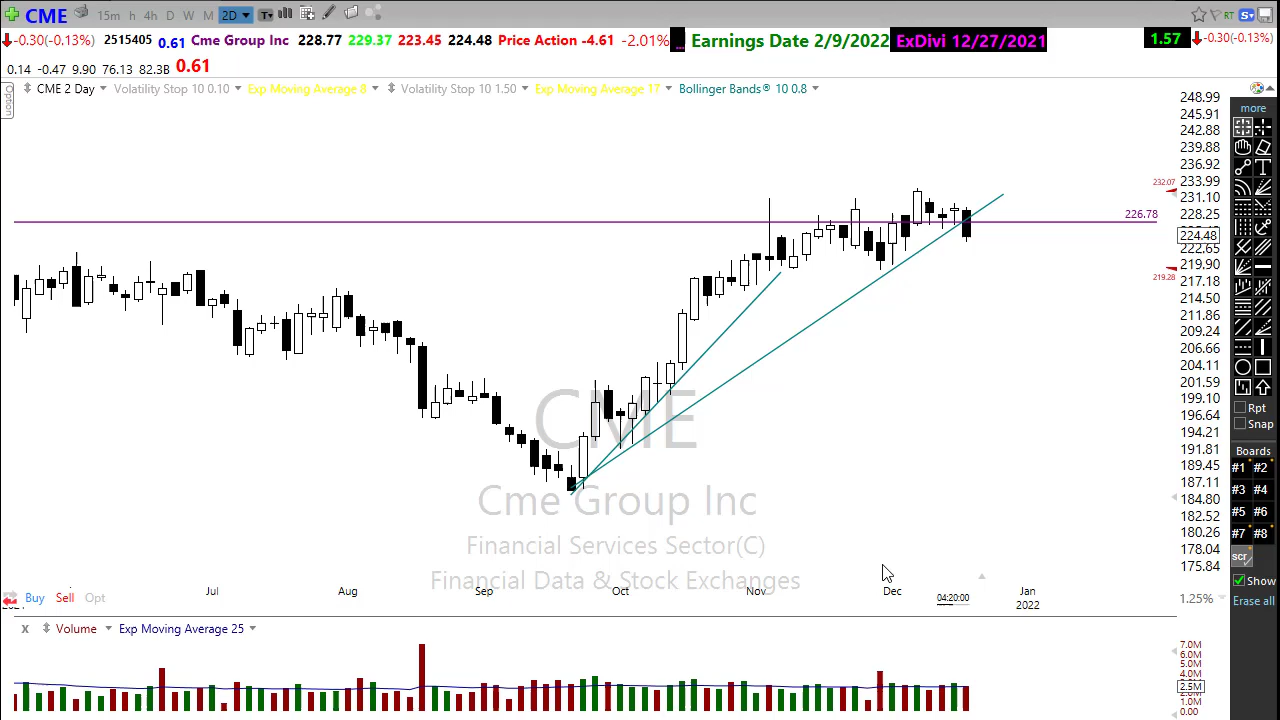 CME 15m h 4h D W M 2D T RT S
-0.30(-0.13%) 2515405 0.61 Cme Group Inc 228.77 229.37 223.45 224.48 Price Action -4.61 -2.01% ... Earnings Date 2/9/2022 ExDivi 12/27/2021 1.57 -0.30(-0.13%)
0.14 -0.47 9.90 76.13 82.3B 0.61
Option
CME 2 Day Volatility Stop 10 0.10 Exp Moving Average 8 Volatility Stop 10 1.50 Exp Moving Average 17 Bollinger Bands® 10 0.8
more
248.99
245.91
242.88
239.88
236.92
233.99
232.07
231.10
228.25
226.78
224.48
222.65
219.90
219.28
217.18
214.50
211.86
209.24
206.66
204.11
201.59
199.10
196.64
194.21
191.81
189.45
187.11
184.80
182.52
180.26
178.04
175.84
CME
Cme Group Inc
Financial Services Sector(C)
Financial Data & Stock Exchanges
Rpt
Snap
Boards
#1 #2
#3 #4
#5 #6
#7 #8
scr
Show
Erase all
Jul Aug Sep Oct Nov Dec 04:20:00 Jan
2022
Buy Sell Opt
1.25%
x Volume Exp Moving Average 25
7.0M
6.0M
5.0M
4.0M
2.5M
1.0M
0.00